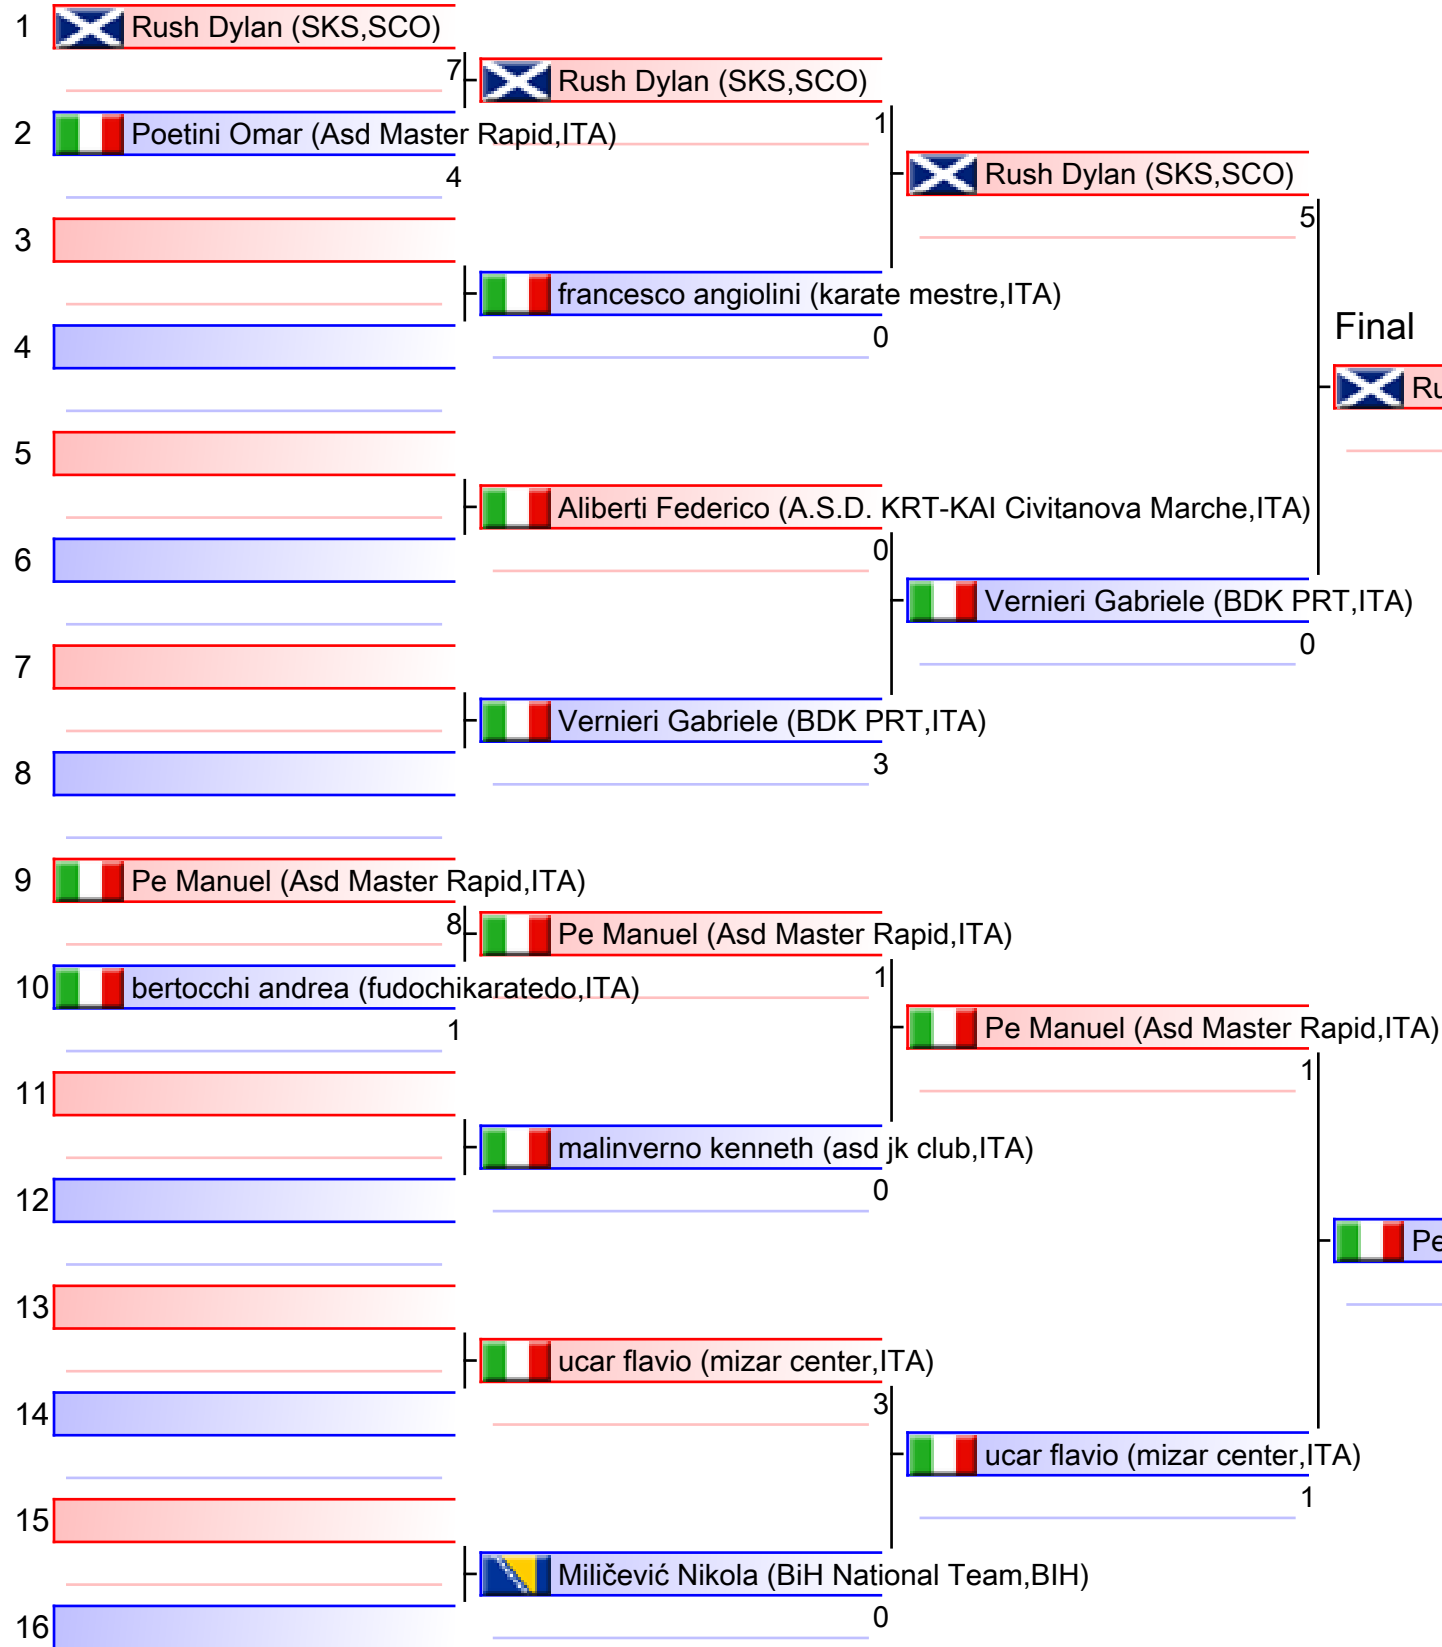 1 Rush Dylan (SKS,SCO)
7 Rush Dylan (SKS,SCO)
2 Poetini Omar (Asd Master Rapid,ITA)
1
4
Rush Dylan (SKS,SCO)
5
3
francesco angiolini (karate mestre,ITA)
0
4
Final
Ru
5
Aliberti Federico (A.S.D. KRT-KAI Civitanova Marche,ITA)
0
6
Vernieri Gabriele (BDK PRT,ITA)
0
7
Vernieri Gabriele (BDK PRT,ITA)
3
8
9 Pe Manuel (Asd Master Rapid,ITA)
8 Pe Manuel (Asd Master Rapid,ITA)
10 bertocchi andrea (fudochikaratedo,ITA)
1
1
Pe Manuel (Asd Master Rapid,ITA)
1
11
malinverno kenneth (asd jk club,ITA)
0
12
Pe
13
ucar flavio (mizar center,ITA)
3
14
ucar flavio (mizar center,ITA)
1
15
Miličević Nikola (BiH National Team,BIH)
0
16